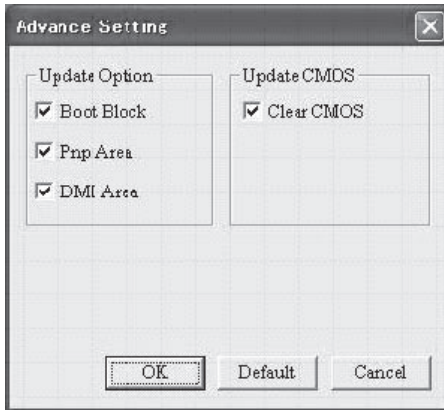 Advance Setting
Update Option
Boot Block
Pnp Area
DMI Area
Update CMOS
Clear CMOS
OK
Default
Cancel